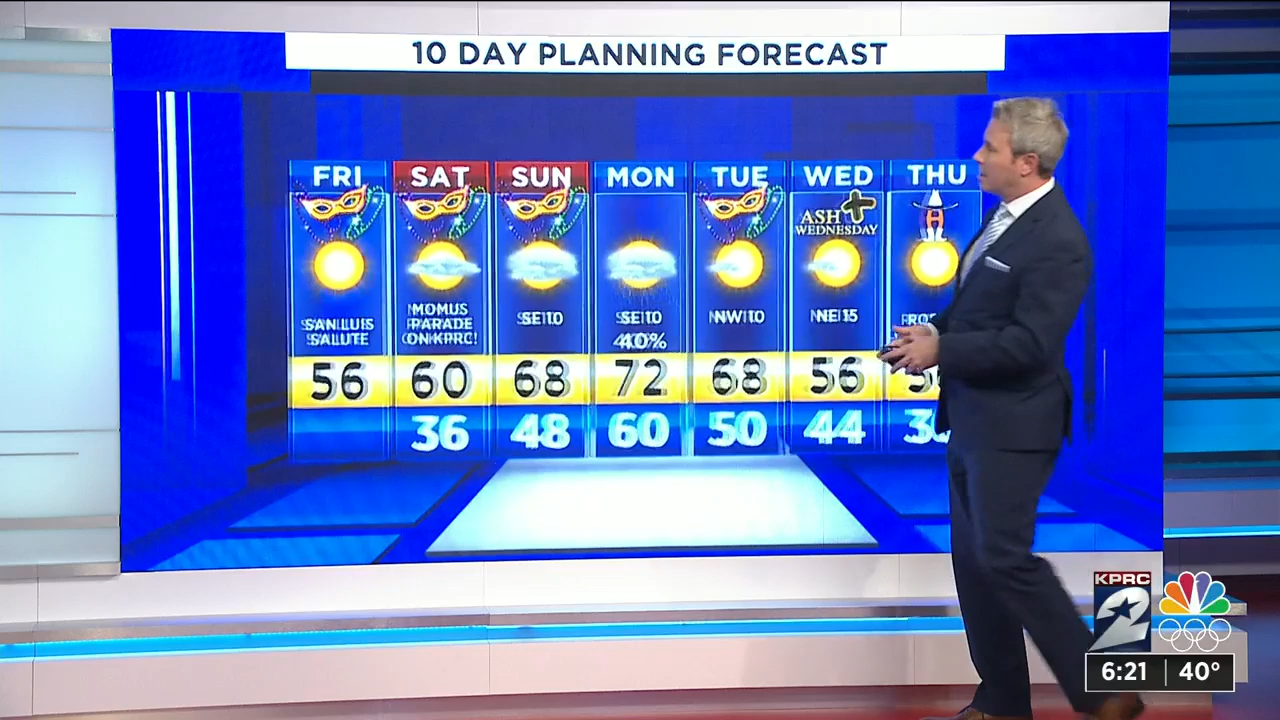 10 DAY PLANNING FORECAST
FRI SAT SUN MON TUE WED THU
ASH
WEDNESDAY
SAN LUIS
SALUTE
MOMUS
PARADE
ON KPRC!
SE 10
SE 10
40%
NW 10
NE 15
56 60 68 72 68 56
36 48 60 50 44
KPRC
2
6:21 40°